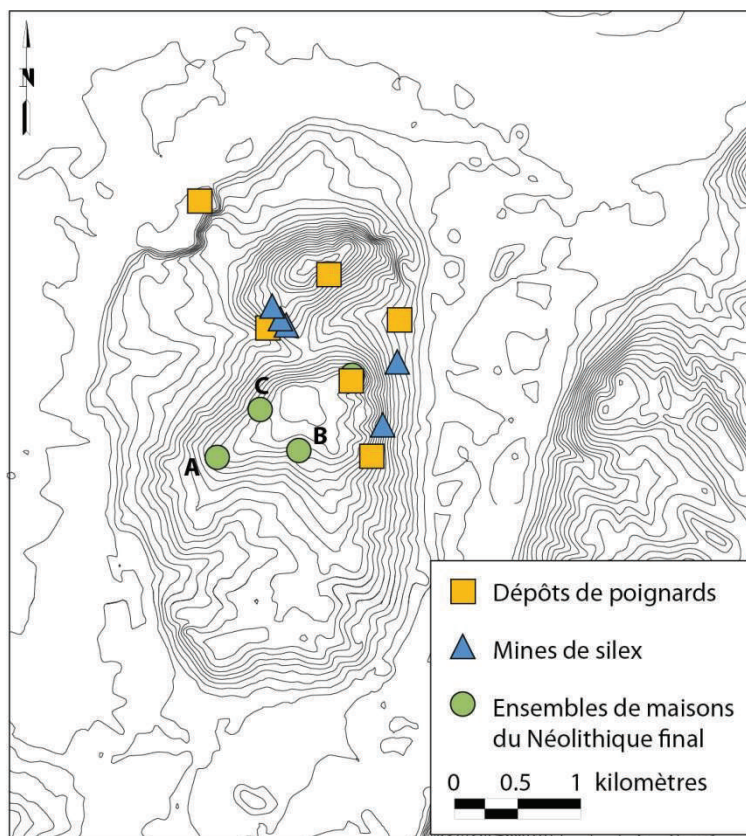 N
C
B
A
Dépôts de poignards
Mines de silex
Ensembles de maisons
du Néolithique final
0 0.5 1 kilomètres